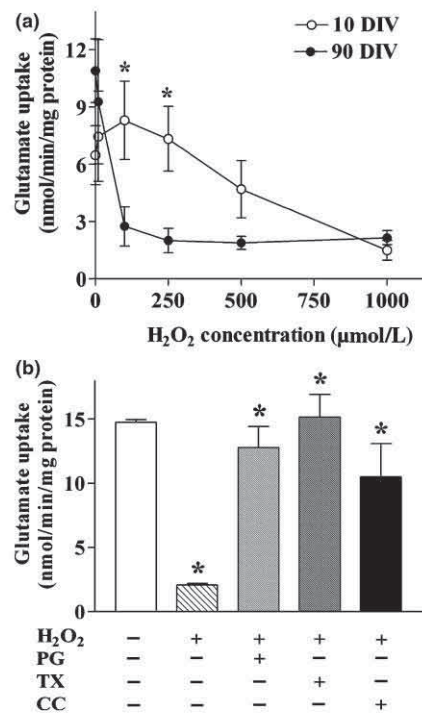 (a)
10 DIV
90 DIV
Glutamate uptake
(nmol/min/mg protein)
12
9
6
3
0
* *
0 250 500 750 1000
H₂O₂ concentration (µmol/L)
(b)
Glutamate uptake
(nmol/min/mg protein)
15
10
5
0
* * * *
H₂O₂ – + + + +
PG – – + – –
TX – – – + –
CC – – – – +